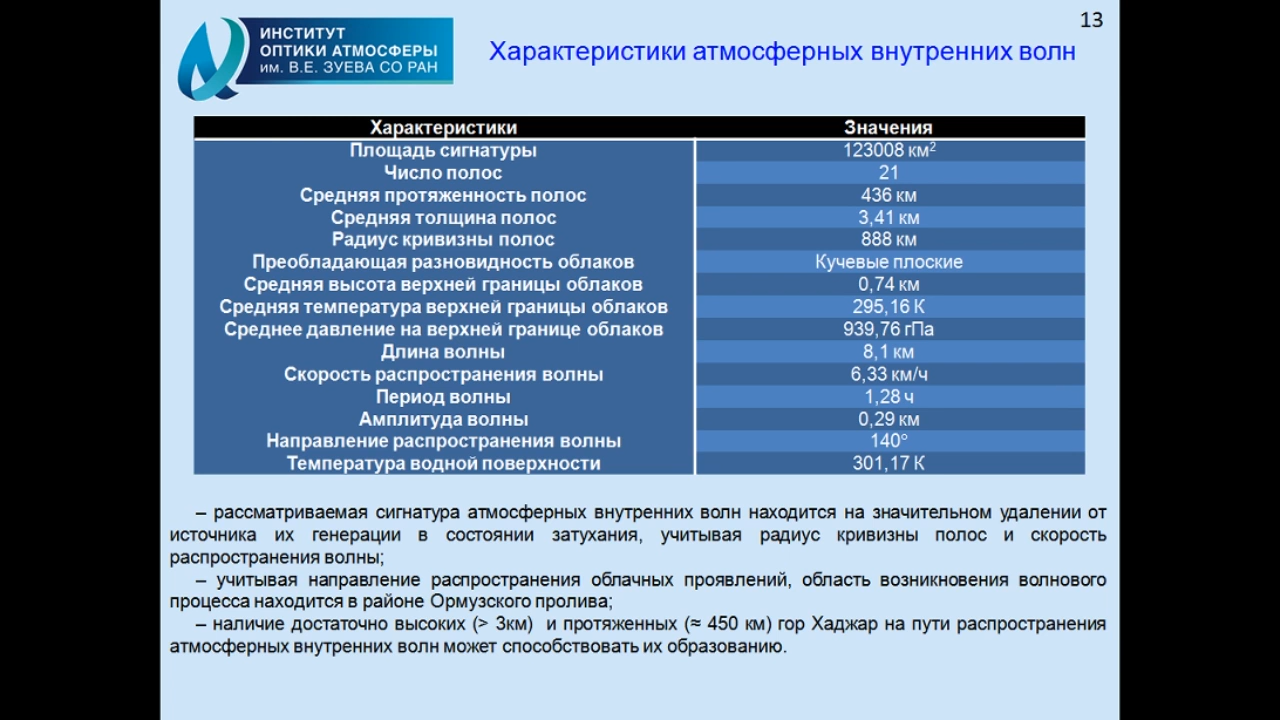 13
ИНСТИТУТ
ОПТИКИ АТМОСФЕРЫ
им. В.Е. ЗУЕВА СО РАН
Характеристики атмосферных внутренних волн
Характеристики Значения
Площадь сигнатуры 123008 км²
Число полос 21
Средняя протяженность полос 436 км
Средняя толщина полос 3,41 км
Радиус кривизны полос 888 км
Преобладающая разновидность облаков Кучевые плоские
Средняя высота верхней границы облаков 0,74 км
Средняя температура верхней границы облаков 295,16 К
Среднее давление на верхней границе облаков 939,76 гПа
Длина волны 8,1 км
Скорость распространения волны 6,33 км/ч
Период волны 1,28 ч
Амплитуда волны 0,29 км
Направление распространения волны 140°
Температура водной поверхности 301,17 К
– рассматриваемая сигнатура атмосферных внутренних волн находится на значительном удалении от
источника их генерации в состоянии затухания, учитывая радиус кривизны полос и скорость
распространения волны;
– учитывая направление распространения облачных проявлений, область возникновения волнового
процесса находится в районе Ормузского пролива;
– наличие достаточно высоких (> 3км) и протяженных (≈ 450 км) гор Хаджар на пути распространения
атмосферных внутренних волн может способствовать их образованию.